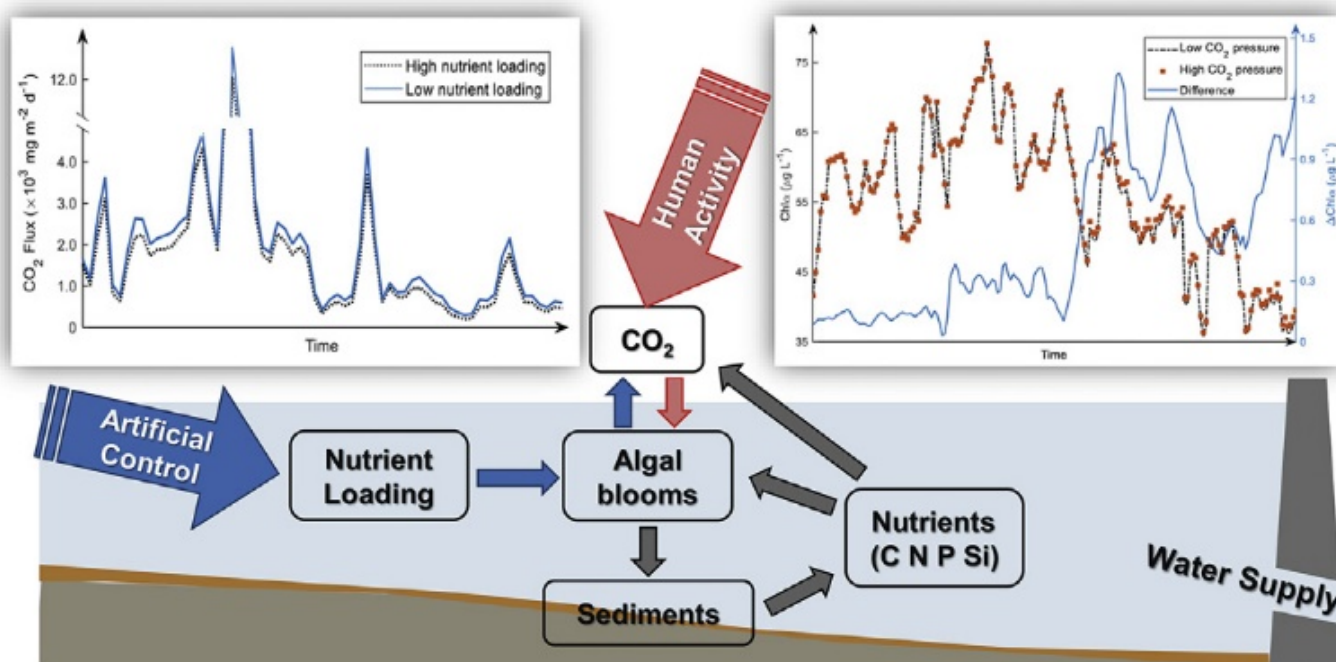 CO₂ Flux (×10³ mg m⁻² d⁻¹)
12.0
4.0
3.0
2.0
1.0
0
High nutrient loading
Low nutrient loading
Time
Human
Activity
Chla (μg L⁻¹)
75
65
55
45
35
Low CO₂ pressure
High CO₂ pressure
Difference
1.5
1.2
0.9
0.6
0.3
0
ΔChla (μg L⁻¹)
Time
CO₂
Artificial
Control
Nutrient
Loading
Algal
blooms
Nutrients
(C N P Si)
Sediments
Water Supply